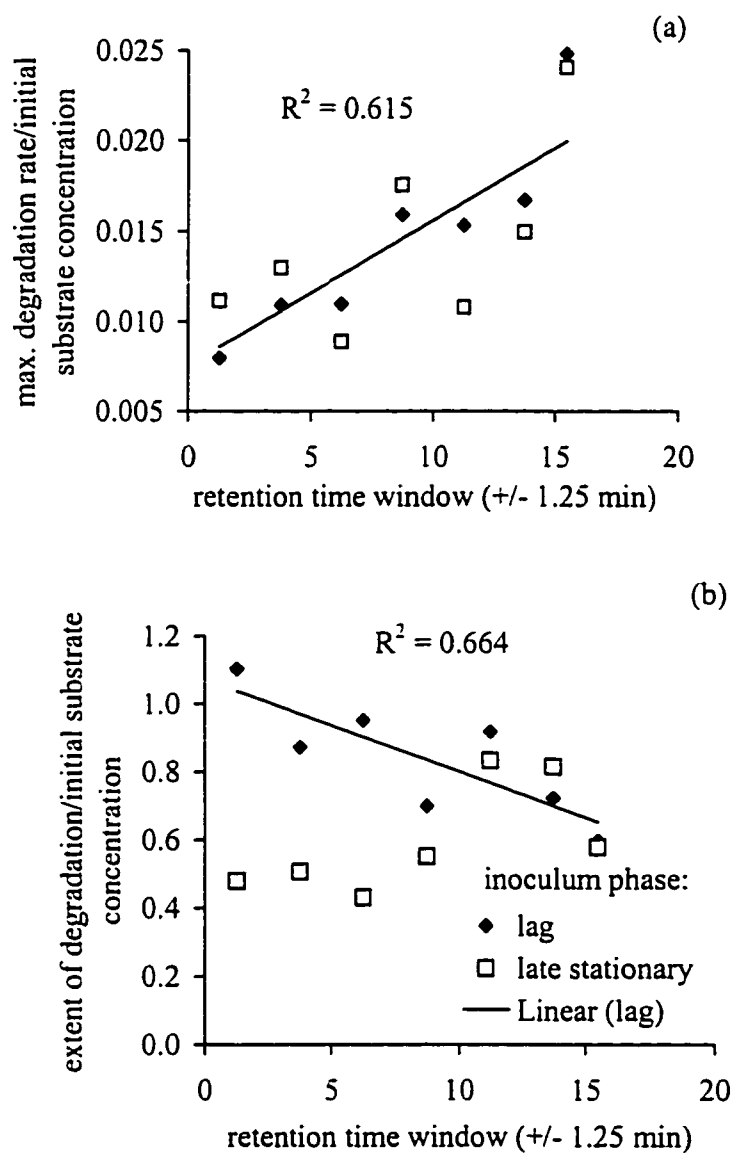 (a)
max. degradation rate/initial
substrate concentration
0.025
0.020
0.015
0.010
0.005
R² = 0.615
0 5 10 15 20
retention time window (+/- 1.25 min)
(b)
extent of degradation/initial substrate
concentration
1.2
1.0
0.8
0.6
0.4
0.2
0.0
R² = 0.664
inoculum phase:
lag
late stationary
Linear (lag)
0 5 10 15 20
retention time window (+/- 1.25 min)